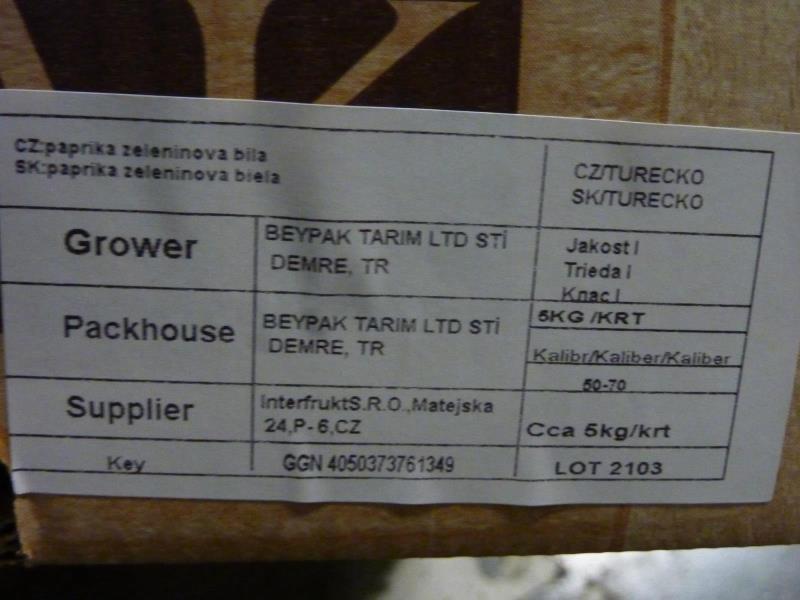 CZ:paprika zeleninova bila
SK:paprika zeleninova biela
CZ/TURECKO
SK/TURECKO
Grower
BEYPAK TARIM LTD STİ
DEMRE, TR
Jakost I
Trieda I
Knac I
Packhouse
BEYPAK TARIM LTD STİ
DEMRE, TR
5KG /KRT
Kalibr/Kaliber/Kaliber
50-70
Supplier
InterfruktS.R.O.,Matejska
24,P-6,CZ
Cca 5kg/krt
Key
GGN 4050373761349
LOT 2103